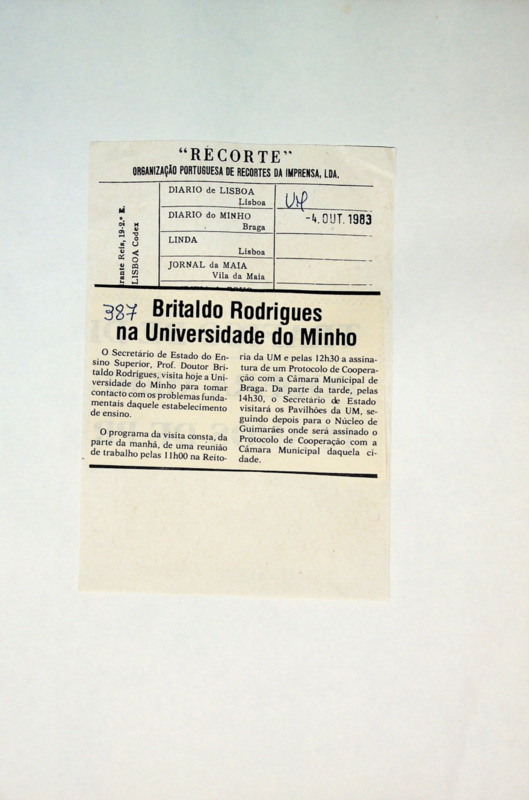 "RECORTE"
ORGANIZAÇÃO PORTUGUESA DE RECORTES DA IMPRENSA, LDA.
rante Reis, 19-2.º E.
LISBOA Codex
DIARIO de LISBOA
Lisboa
DIARIO do MINHO
Braga
LINDA
Lisboa
JORNAL da MAIA
Vila da Maia
UM
-4. OUT. 1983
387
Britaldo Rodrigues
na Universidade do Minho
O Secretário de Estado do En-
sino Superior, Prof. Doutor Bri-
taldo Rodrigues, visita hoje a Uni-
versidade do Minho para tomar
contacto com os problemas funda-
mentais daquele estabelecimento
de ensino.
O programa da visita consta, da
parte da manhã, de uma reunião
de trabalho pelas 11h00 na Reito-
ria da UM e pelas 12h30 a assina-
tura de um Protocolo de Coopera-
ção com a Câmara Municipal de
Braga. Da parte da tarde, pelas
14h30, o Secretário de Estado
visitará os Pavilhões da UM, se-
guindo depois para o Núcleo de
Guimarães onde será assinado o
Protocolo de Cooperação com a
Câmara Municipal daquela ci-
dade.